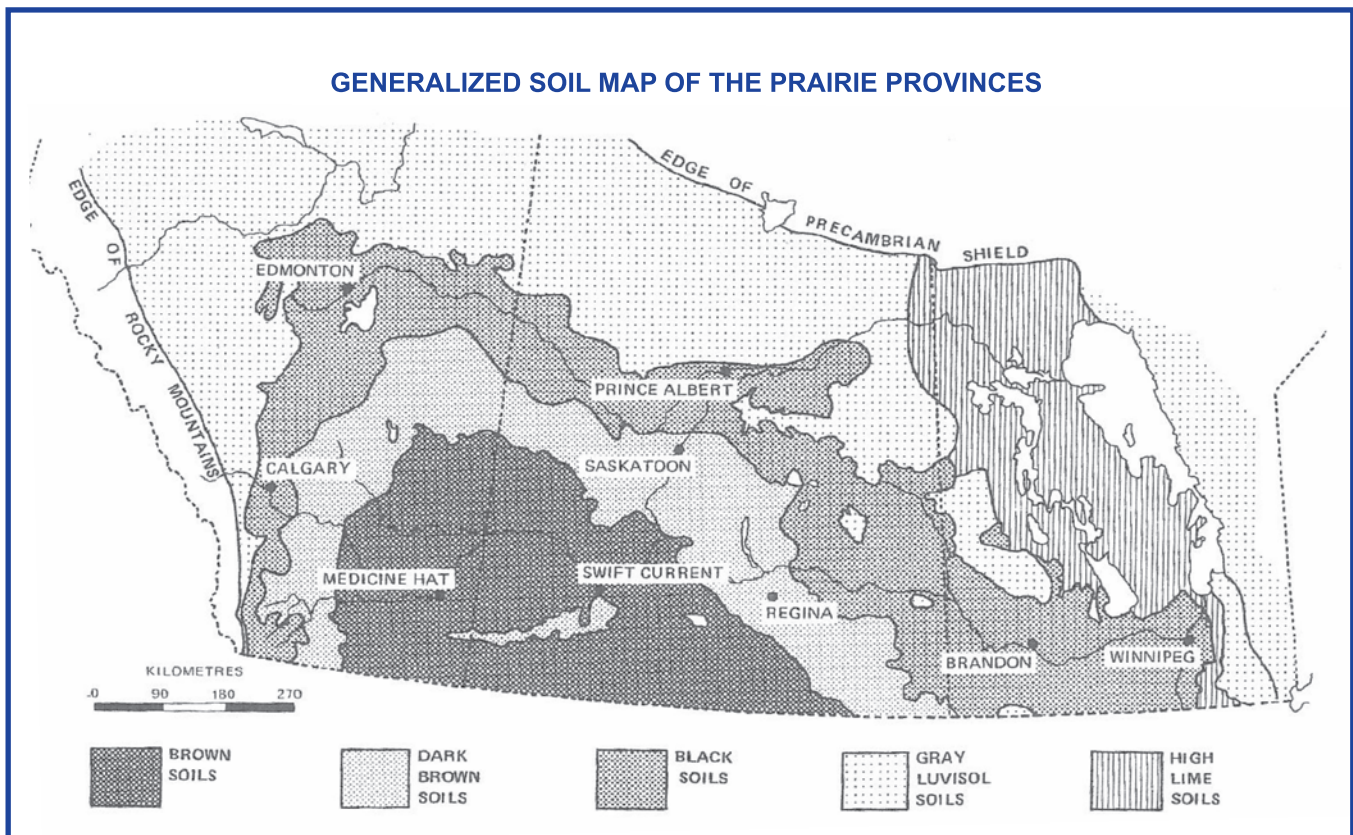 GENERALIZED SOIL MAP OF THE PRAIRIE PROVINCES
EDGE OF ROCKY MOUNTAINS
EDGE OF PRECAMBRIAN SHIELD
EDMONTON
PRINCE ALBERT
CALGARY
SASKATOON
MEDICINE HAT
SWIFT CURRENT
REGINA
BRANDON
WINNIPEG
KILOMETRES
0 90 180 270
BROWN
SOILS
DARK
BROWN
SOILS
BLACK
SOILS
GRAY
LUVISOL
SOILS
HIGH
LIME
SOILS